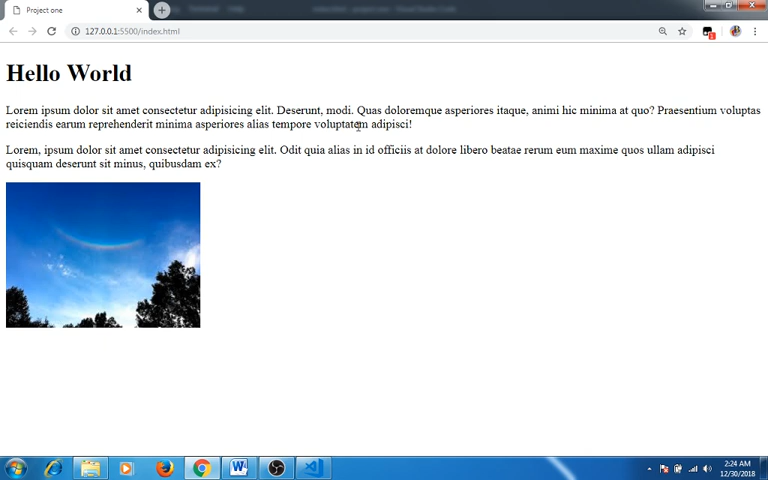 Project one
127.0.0.1:5500/index.html
Hello World
Lorem ipsum dolor sit amet consectetur adipisicing elit. Deserunt, modi. Quas doloremque asperiores itaque, animi hic minima at quo? Praesentium voluptas
reiciendis earum reprehenderit minima asperiores alias tempore voluptatem adipisci!
Lorem, ipsum dolor sit amet consectetur adipisicing elit. Odit quia alias in id officiis at dolore libero beatae rerum eum maxime quos ullam adipisci
quisquam deserunt sit minus, quibusdam ex?
2:24 AM
12/30/2018